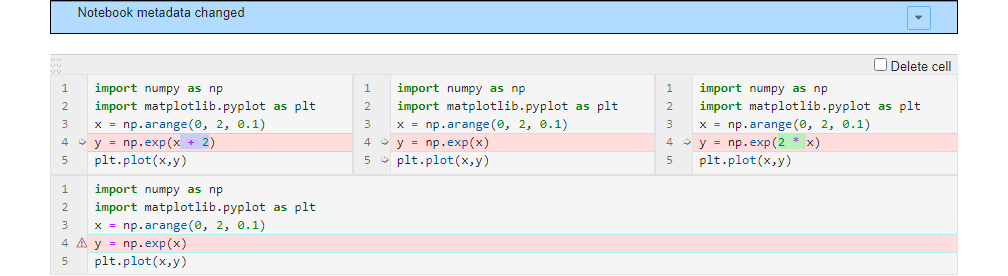 Notebook metadata changed
Delete cell
1 import numpy as np
2 import matplotlib.pyplot as plt
3 x = np.arange(0, 2, 0.1)
4 y = np.exp(x + 2)
5 plt.plot(x,y)
1 import numpy as np
2 import matplotlib.pyplot as plt
3 x = np.arange(0, 2, 0.1)
4 y = np.exp(x)
5 plt.plot(x,y)
1 import numpy as np
2 import matplotlib.pyplot as plt
3 x = np.arange(0, 2, 0.1)
4 y = np.exp(2 * x)
5 plt.plot(x,y)
1 import numpy as np
2 import matplotlib.pyplot as plt
3 x = np.arange(0, 2, 0.1)
4 y = np.exp(x)
5 plt.plot(x,y)